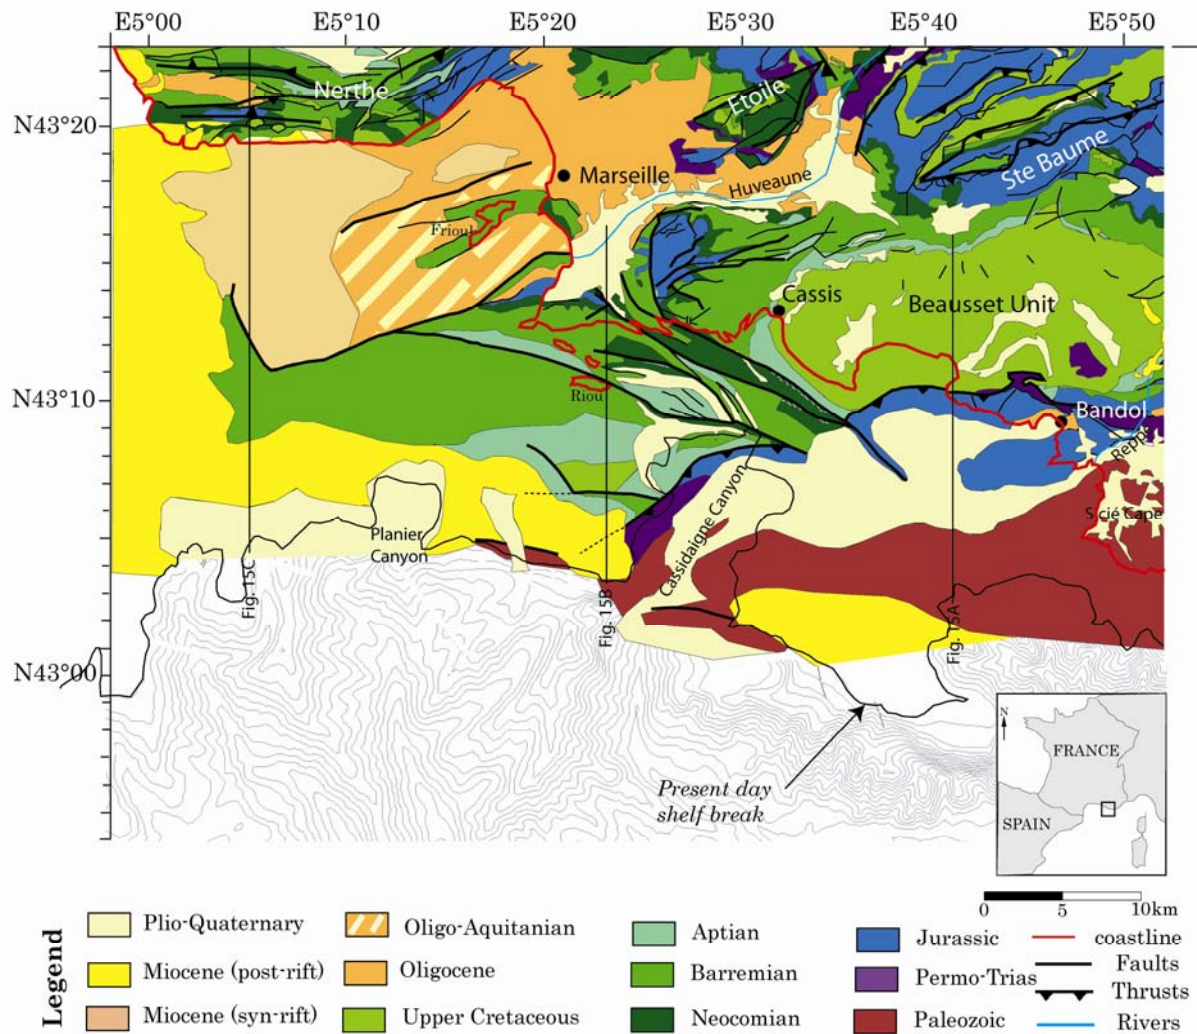 E5°00 E5°10 E5°20 E5°30 E5°40 E5°50
Nerthe
Etoile
N43°20
Ste Baume
Marseille
Huveaune
Frioul
Cassis
Beausset Unit
N43°10
Riou
Bandol
Reppe
Cassidaigne Canyon
Sicié Cape
Planier
Canyon
Fig. 15C
Fig. 15B
Fig. 15A
N43°00
Present day
shelf break
N
FRANCE
SPAIN
0 5 10km
Legend
Plio-Quaternary
Miocene (post-rift)
Miocene (syn-rift)
Oligo-Aquitanian
Oligocene
Upper Cretaceous
Aptian
Barremian
Neocomian
Jurassic
Permo-Trias
Paleozoic
coastline
Faults
Thrusts
Rivers